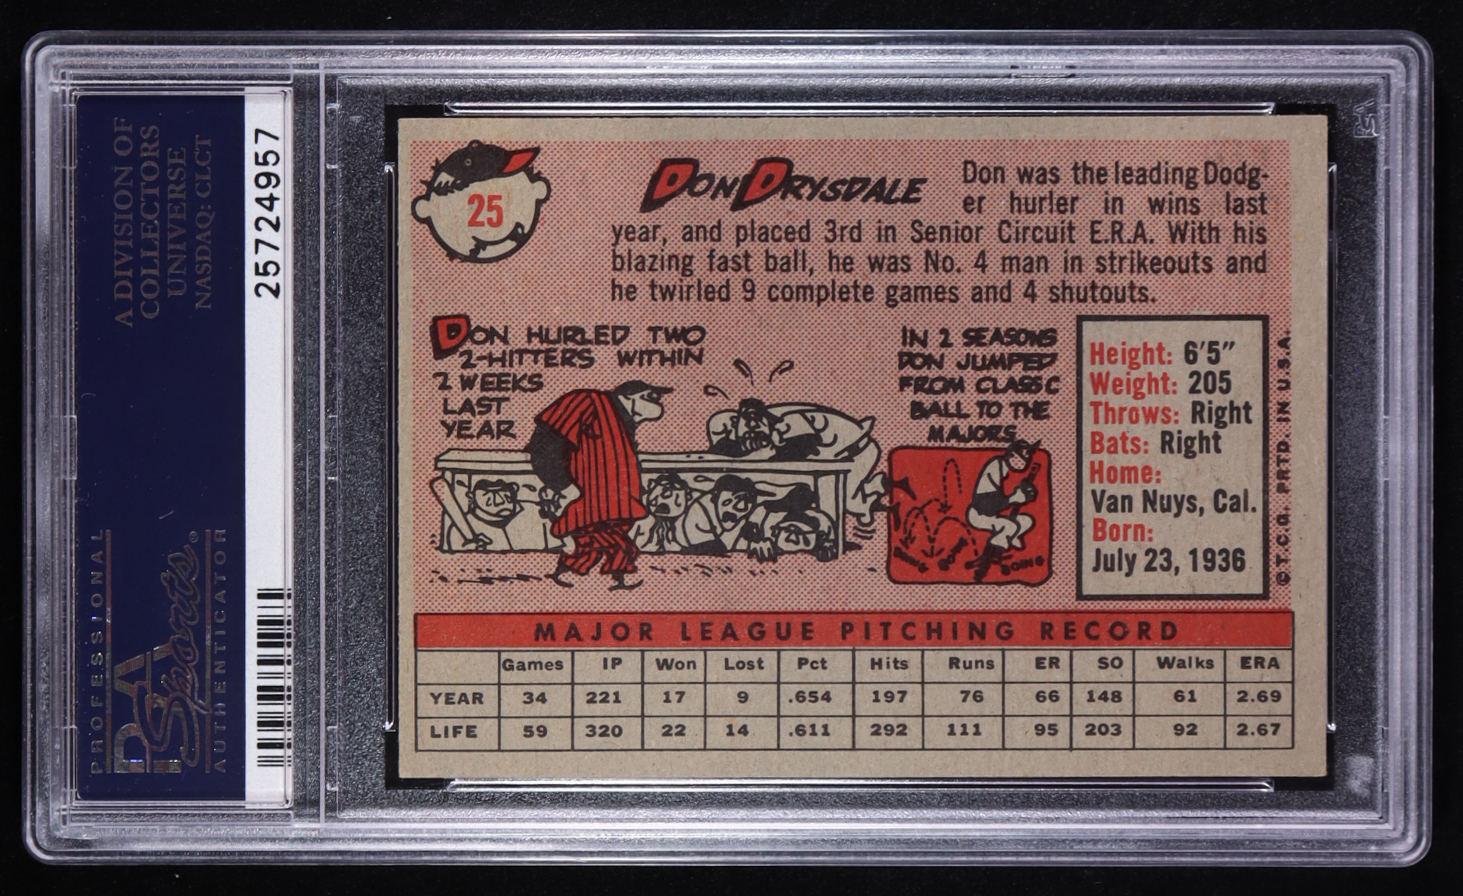 A DIVISION OF
COLLECTORS
UNIVERSE
NASDAQ: CLCT
25724957
PROFESSIONAL
PSA
Sports®
AUTHENTICATOR
25
DON DRYSDALE
Don was the leading Dodg-
er hurler in wins last
year, and placed 3rd in Senior Circuit E.R.A. With his
blazing fast ball, he was No. 4 man in strikeouts and
he twirled 9 complete games and 4 shutouts.
DON HURLED TWO
2-HITTERS WITHIN
2 WEEKS
LAST
YEAR
IN 2 SEASONS
DON JUMPED
FROM CLASS C
BALL TO THE
MAJORS
BOING
Height: 6'5"
Weight: 205
Throws: Right
Bats: Right
Home:
Van Nuys, Cal.
Born:
July 23, 1936
© T.C.G. PRTD. IN U.S.A.
MAJOR LEAGUE PITCHING RECORD
Games IP Won Lost Pct Hits Runs ER SO Walks ERA
YEAR 34 221 17 9 .654 197 76 66 148 61 2.69
LIFE 59 320 22 14 .611 292 111 95 203 92 2.67